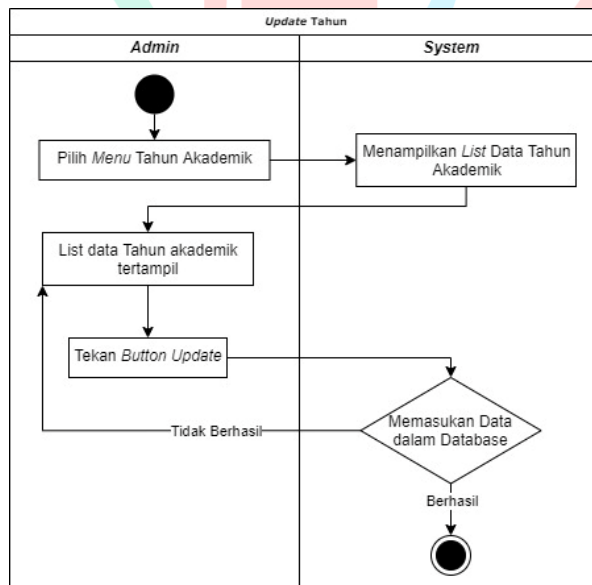 Update Tahun
Admin
System
Pilih Menu Tahun Akademik
Menampilkan List Data Tahun
Akademik
List data Tahun akademik
tertampil
Tekan Button Update
Memasukan Data
dalam Database
Tidak Berhasil
Berhasil